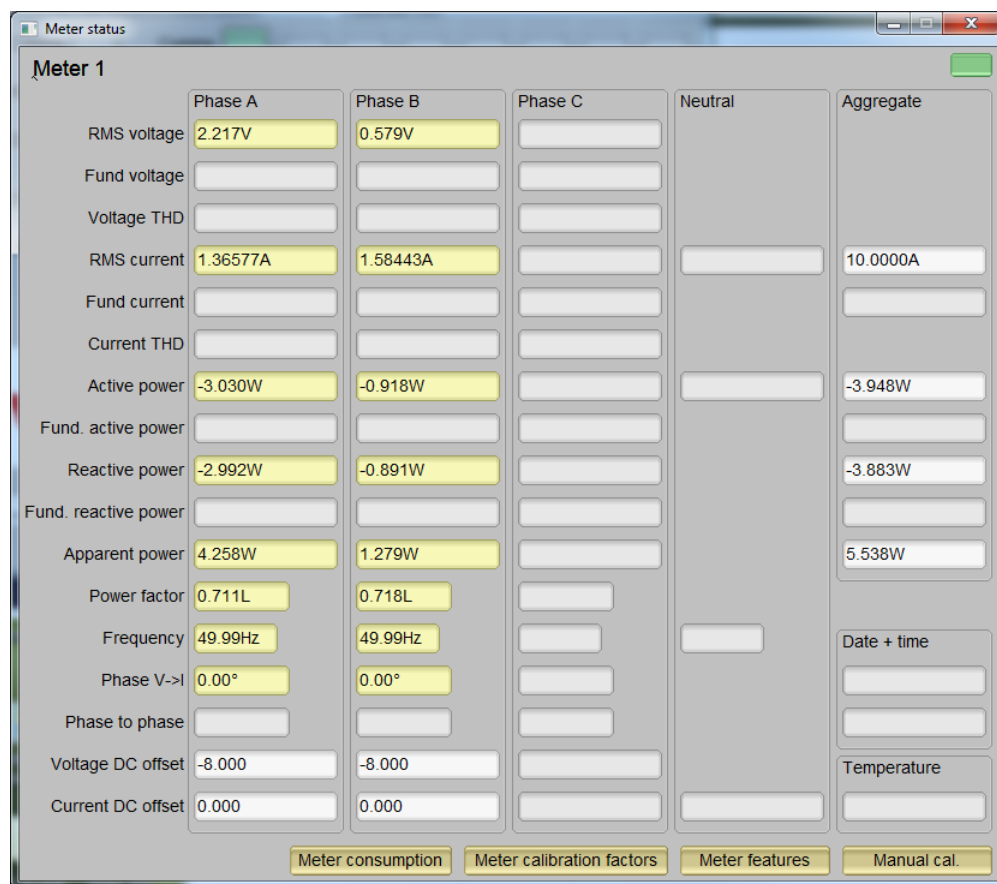 Meter status
Meter 1
Phase A Phase B Phase C Neutral Aggregate
RMS voltage 2.217V 0.579V
Fund voltage
Voltage THD
RMS current 1.36577A 1.58443A 10.0000A
Fund current
Current THD
Active power -3.030W -0.918W -3.948W
Fund. active power
Reactive power -2.992W -0.891W -3.883W
Fund. reactive power
Apparent power 4.258W 1.279W 5.538W
Power factor 0.711L 0.718L
Frequency 49.99Hz 49.99Hz Date + time
Phase V->I 0.00° 0.00°
Phase to phase
Voltage DC offset -8.000 -8.000 Temperature
Current DC offset 0.000 0.000
Meter consumption Meter calibration factors Meter features Manual cal.